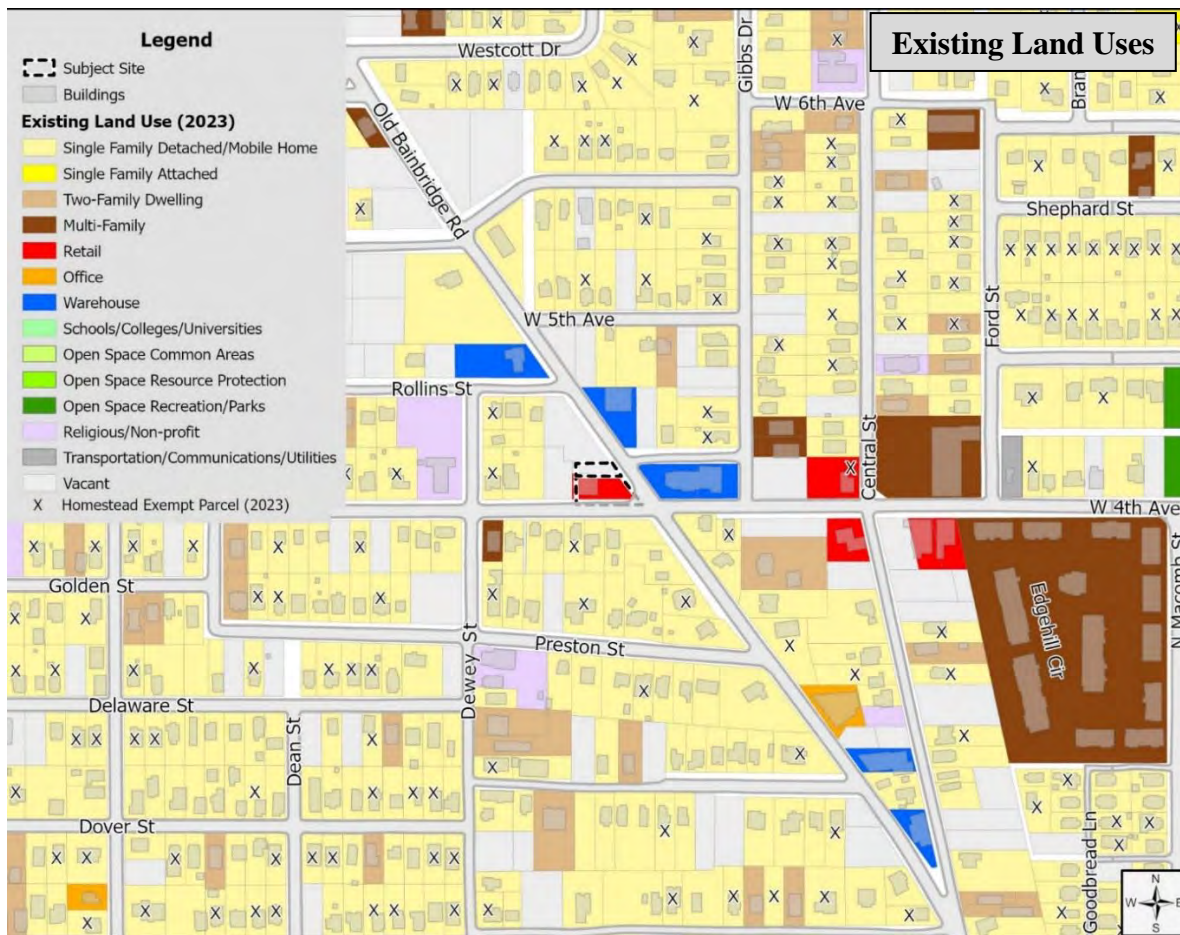 Existing Land Uses
Legend
Subject Site
Buildings
Existing Land Use (2023)
Single Family Detached/Mobile Home
Single Family Attached
Two-Family Dwelling
Multi-Family
Retail
Office
Warehouse
Schools/Colleges/Universities
Open Space Common Areas
Open Space Resource Protection
Open Space Recreation/Parks
Religious/Non-profit
Transportation/Communications/Utilities
Vacant
X Homestead Exempt Parcel (2023)
Westcott Dr
Gibbs Dr
Bran
W 6th Ave
Old Bainbridge Rd
Shephard St
W 5th Ave
Ford St
Rollins St
Central St
W 4th Ave
Golden St
Edgehill Cir
N Macomb St
Preston St
Dewey St
Delaware St
Dean St
Dover St
Goodbread Ln
N
W E
S